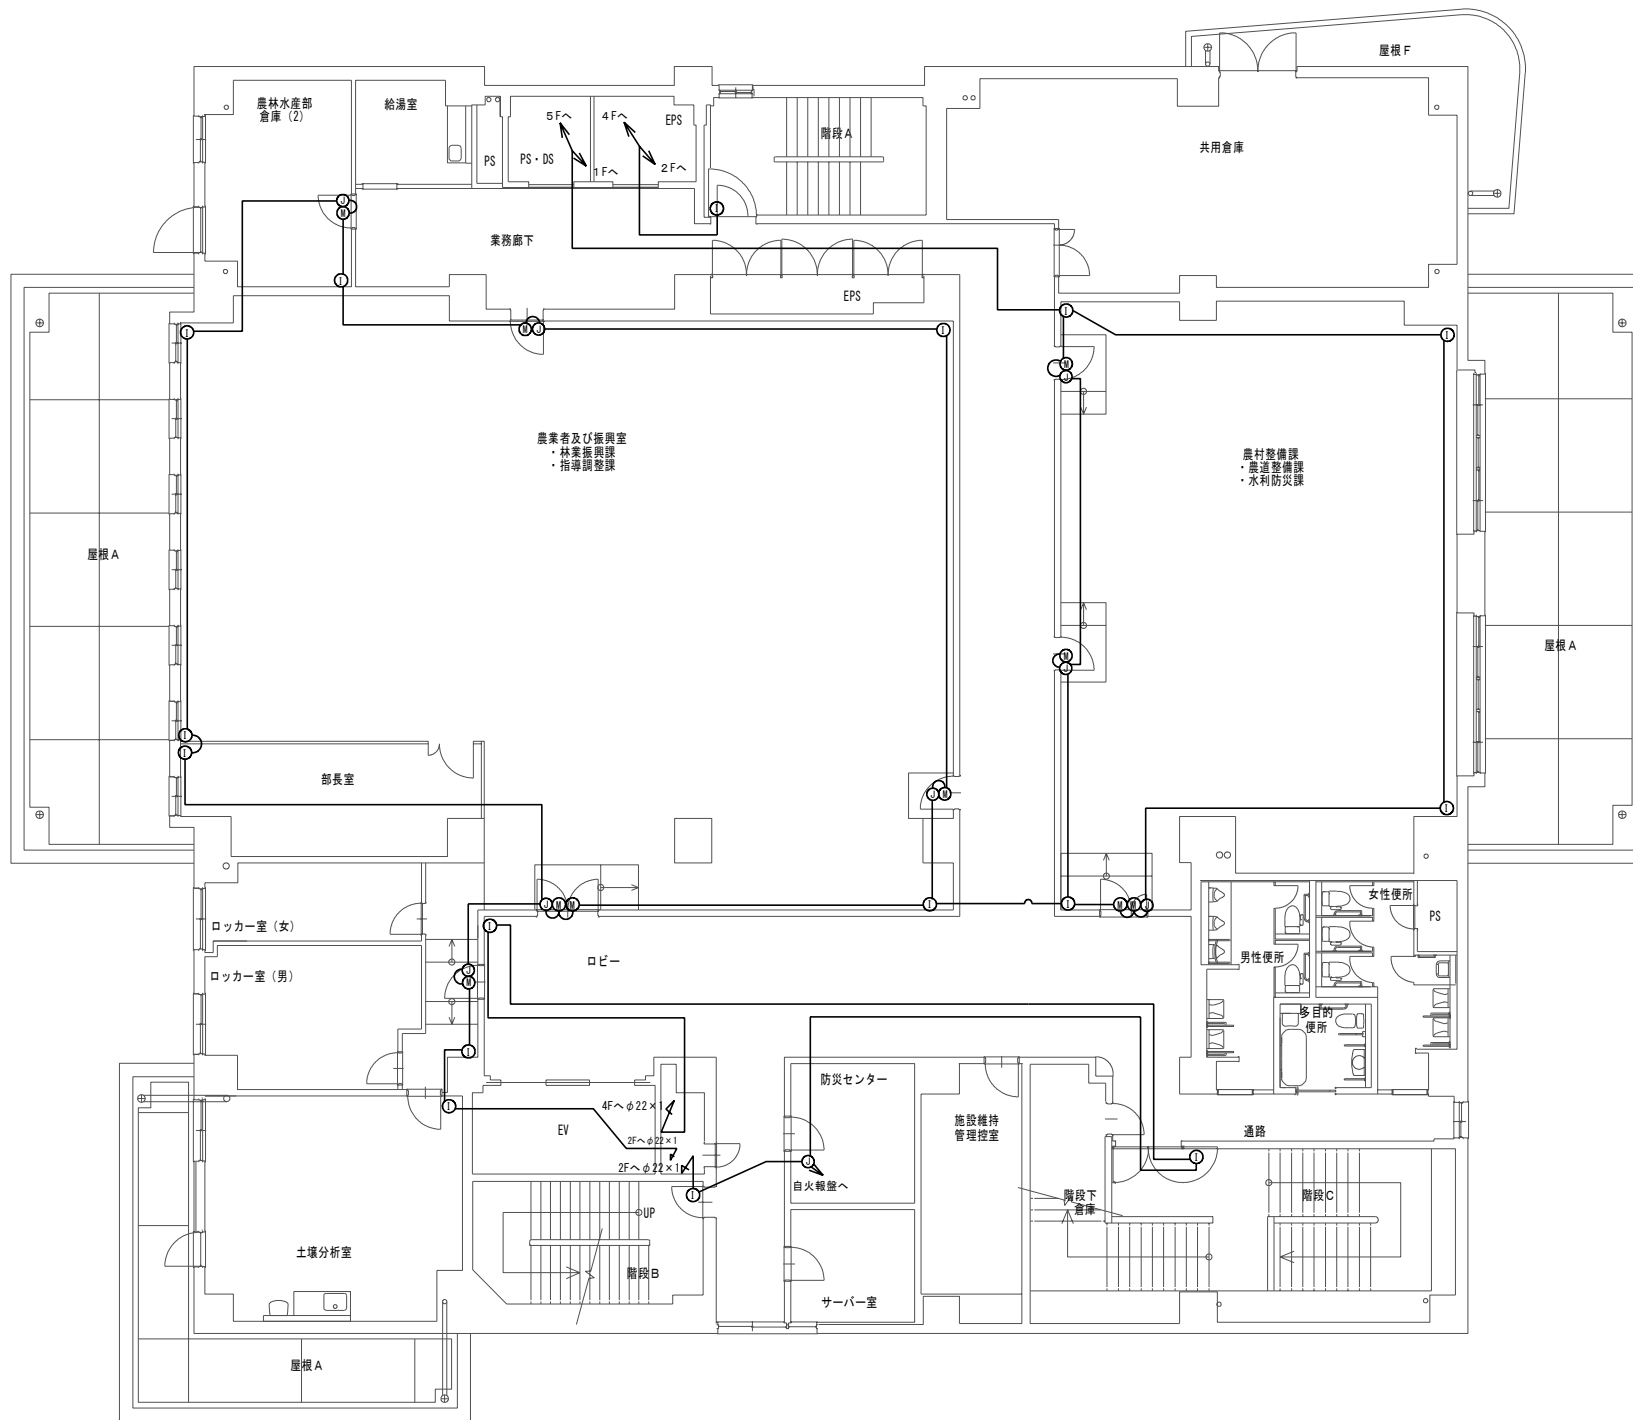 屋根Ｆ
農林水産部
倉庫（2）
給湯室
5Fへ
4Fへ
EPS
PS
PS・DS
1Fへ
2Fへ
階段A
共用倉庫
J
M
I
業務廊下
I
EPS
I
I
M
J
I
I
M
J
農業者及び振興室
・林業振興課
・指導調整課
農村整備課
・農道整備課
・水利防災課
屋根A
屋根A
M
J
I
I
部長室
J
M
I
J
M
M
I
I
M
M
J
女性便所
PS
ロッカー室（女）
I
ロビー
男性便所
ロッカー室（男）
J
M
多目的
便所
I
防災センター
4Fへφ22×1
I
EV
施設維持
管理控室
通路
2Fへφ22×1
2Fへφ22×1
J
I
自火報盤へ
I
階段下
倉庫
階段C
UP
土壌分析室
階段B
サーバー室
屋根A